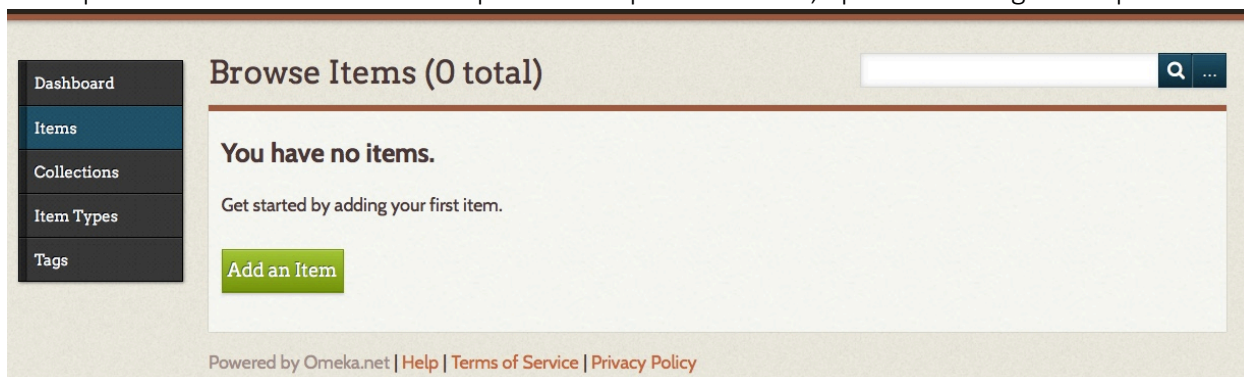 Dashboard
Items
Collections
Item Types
Tags
Browse Items (0 total)
...
You have no items.
Get started by adding your first item.
Add an Item
Powered by Omeka.net | Help | Terms of Service | Privacy Policy